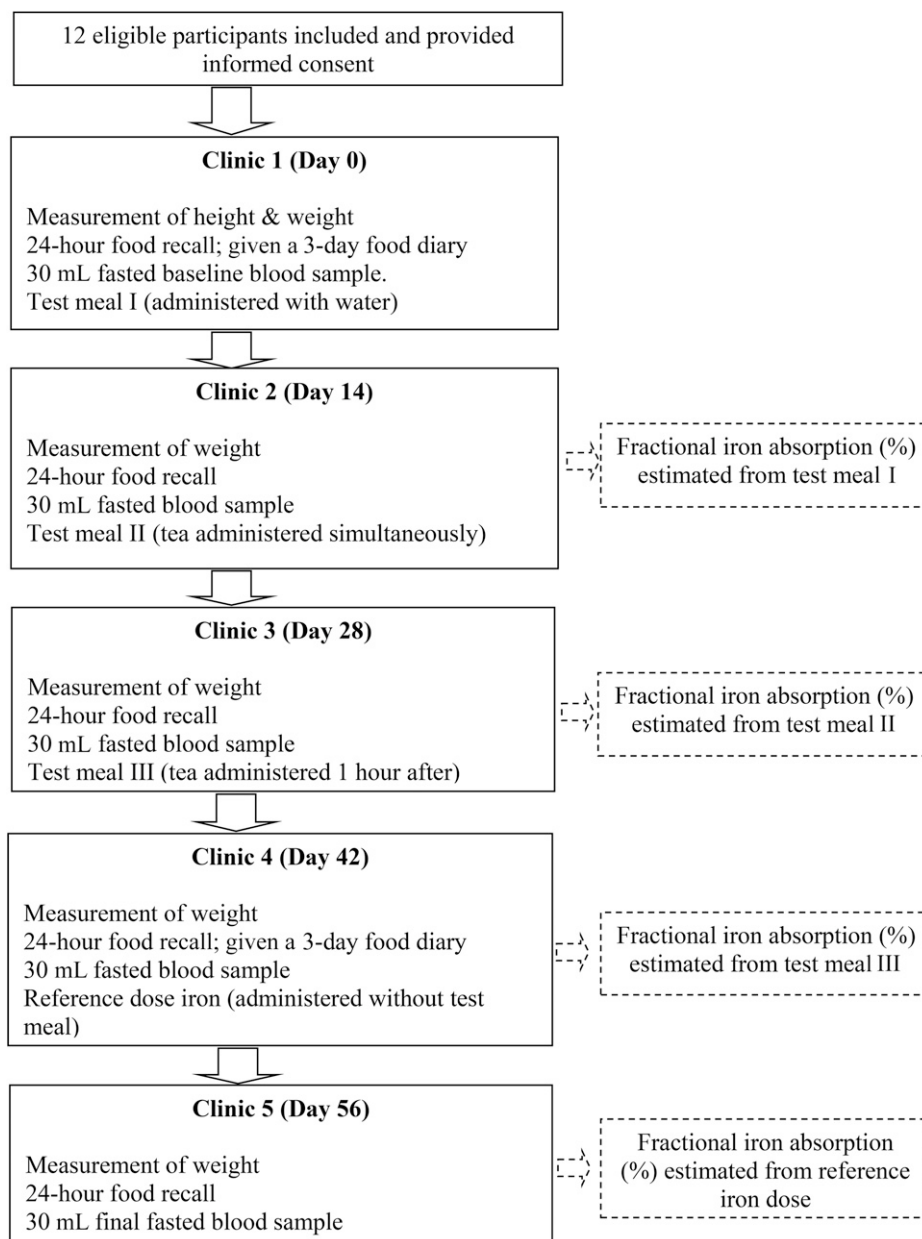 12 eligible participants included and provided
informed consent
Clinic 1 (Day 0)
Measurement of height & weight
24-hour food recall; given a 3-day food diary
30 mL fasted baseline blood sample.
Test meal I (administered with water)
Clinic 2 (Day 14)
Measurement of weight
24-hour food recall
30 mL fasted blood sample
Test meal II (tea administered simultaneously)
Fractional iron absorption (%)
estimated from test meal I
Clinic 3 (Day 28)
Measurement of weight
24-hour food recall
30 mL fasted blood sample
Test meal III (tea administered 1 hour after)
Fractional iron absorption (%)
estimated from test meal II
Clinic 4 (Day 42)
Measurement of weight
24-hour food recall; given a 3-day food diary
30 mL fasted blood sample
Reference dose iron (administered without test
meal)
Fractional iron absorption (%)
estimated from test meal III
Clinic 5 (Day 56)
Measurement of weight
24-hour food recall
30 mL final fasted blood sample
Fractional iron absorption
(%) estimated from reference
iron dose